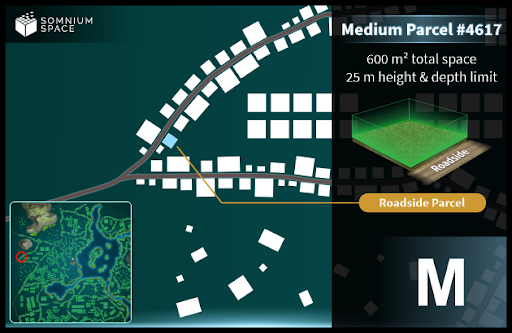 SOMNIUM
SPACE
Medium Parcel #4617
600 m² total space
25 m height & depth limit
Roadside
Roadside Parcel
M